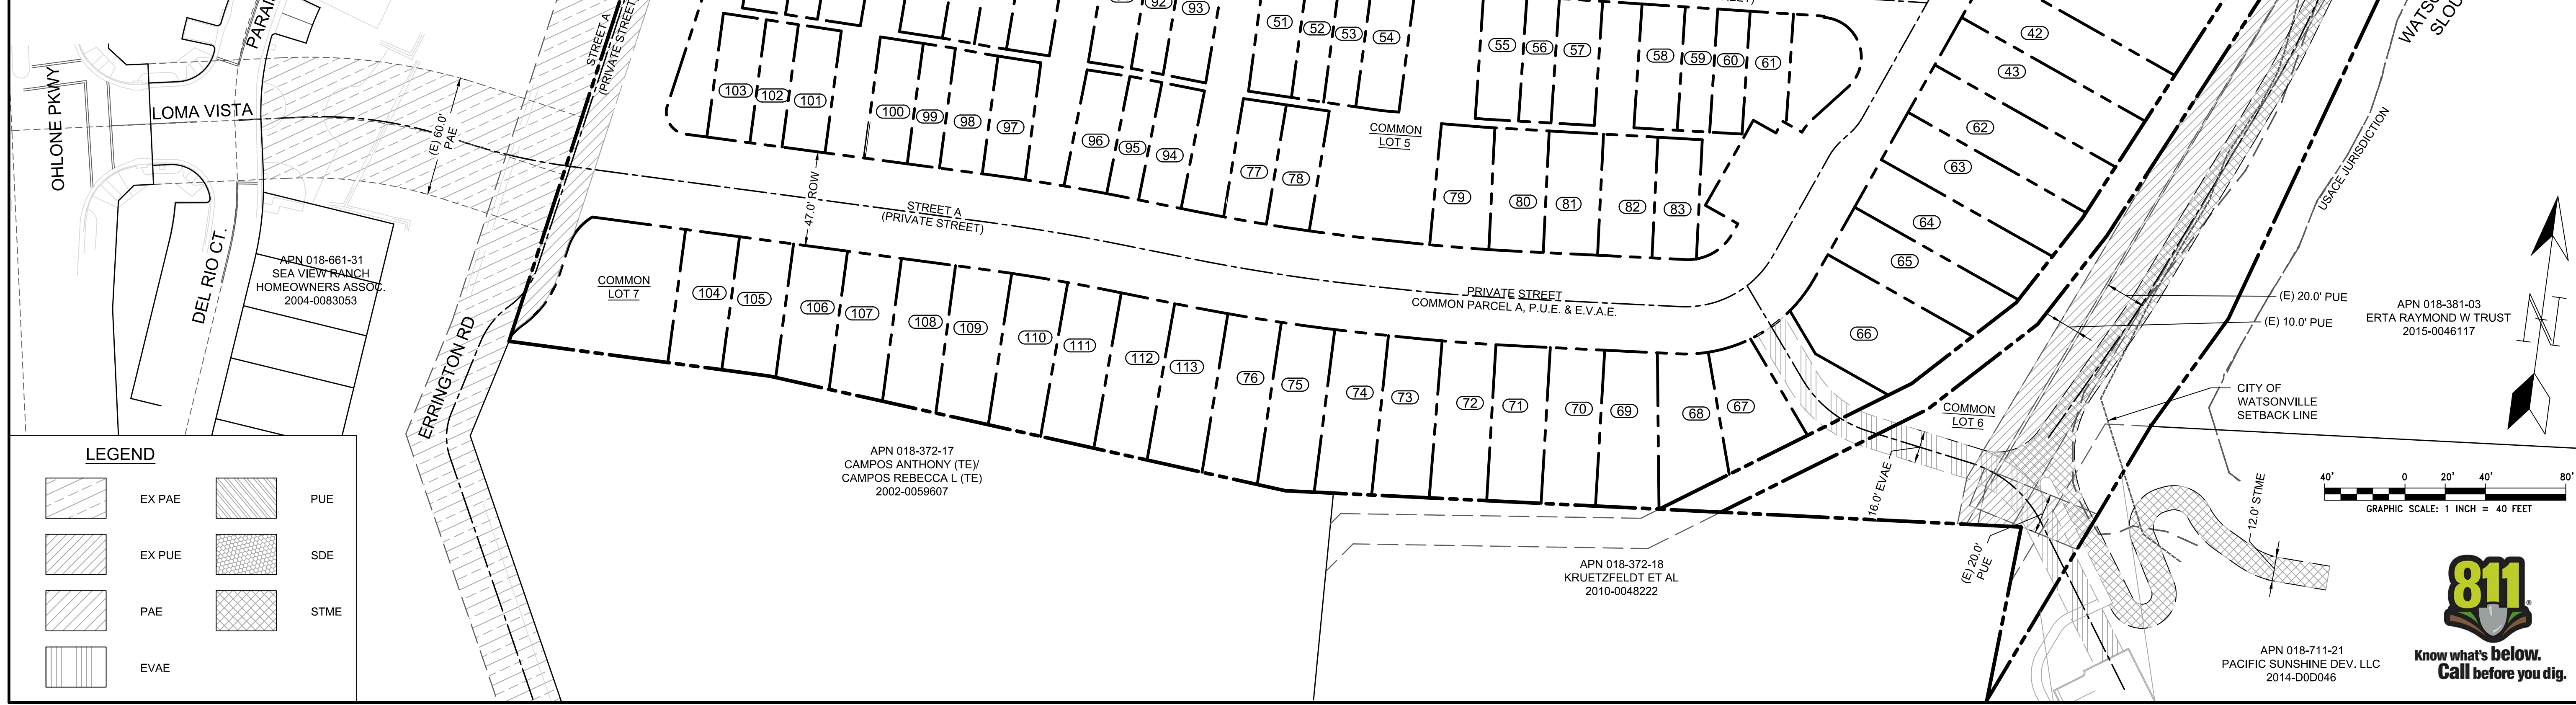 OHLONE PKWY
LOMA VISTA
DEL RIO CT.
APN 018-661-31
SEA VIEW RANCH
HOMEOWNERS ASSOC.
2004-0083053
(E) 60.0'
PAE
ERRINGTON RD
STREET A
(PRIVATE STREET)
47.0' ROW
STREET A
(PRIVATE STREET)
92
93
51
52
53
54
55
56
57
58
59
60
61
42
43
62
63
64
65
66
103
102
101
100
99
98
97
96
95
94
77
78
COMMON
LOT 5
79
80
81
82
83
COMMON
LOT 7
104
105
106
107
108
109
110
111
112
113
76
75
74
73
72
71
70
69
68
67
PRIVATE STREET
COMMON PARCEL A, P.U.E. & E.V.A.E.
COMMON
LOT 6
16.0' EVAE
(E) 20.0'
PUE
12.0' STME
USACE JURISDICTION
(E) 20.0' PUE
(E) 10.0' PUE
APN 018-381-03
ERTA RAYMOND W TRUST
2015-0046117
CITY OF
WATSONVILLE
SETBACK LINE
N
40' 0 20' 40' 80'
GRAPHIC SCALE: 1 INCH = 40 FEET
APN 018-372-17
CAMPOS ANTHONY (TE)/
CAMPOS REBECCA L (TE)
2002-0059607
APN 018-372-18
KRUETZFELDT ET AL
2010-0048222
APN 018-711-21
PACIFIC SUNSHINE DEV. LLC
2014-D0D046
811®
Know what's below.
Call before you dig.
LEGEND
EX PAE
PUE
EX PUE
SDE
PAE
STME
EVAE